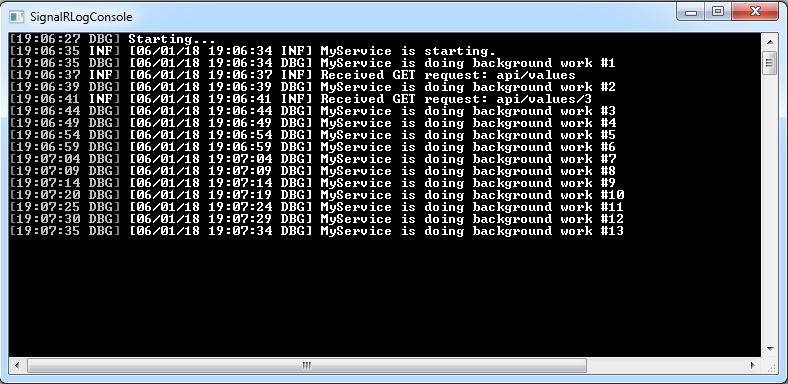 SignalRLogConsole
[19:06:27 DBG] Starting...
[19:06:35 INF] [06/01/18 19:06:34 INF] MyService is starting.
[19:06:35 DBG] [06/01/18 19:06:34 DBG] MyService is doing background work #1
[19:06:37 INF] [06/01/18 19:06:37 INF] Received GET request: api/values
[19:06:39 DBG] [06/01/18 19:06:39 DBG] MyService is doing background work #2
[19:06:41 INF] [06/01/18 19:06:41 INF] Received GET request: api/values/3
[19:06:44 DBG] [06/01/18 19:06:44 DBG] MyService is doing background work #3
[19:06:49 DBG] [06/01/18 19:06:49 DBG] MyService is doing background work #4
[19:06:54 DBG] [06/01/18 19:06:54 DBG] MyService is doing background work #5
[19:06:59 DBG] [06/01/18 19:06:59 DBG] MyService is doing background work #6
[19:07:04 DBG] [06/01/18 19:07:04 DBG] MyService is doing background work #7
[19:07:09 DBG] [06/01/18 19:07:09 DBG] MyService is doing background work #8
[19:07:14 DBG] [06/01/18 19:07:14 DBG] MyService is doing background work #9
[19:07:20 DBG] [06/01/18 19:07:19 DBG] MyService is doing background work #10
[19:07:25 DBG] [06/01/18 19:07:24 DBG] MyService is doing background work #11
[19:07:30 DBG] [06/01/18 19:07:29 DBG] MyService is doing background work #12
[19:07:35 DBG] [06/01/18 19:07:34 DBG] MyService is doing background work #13